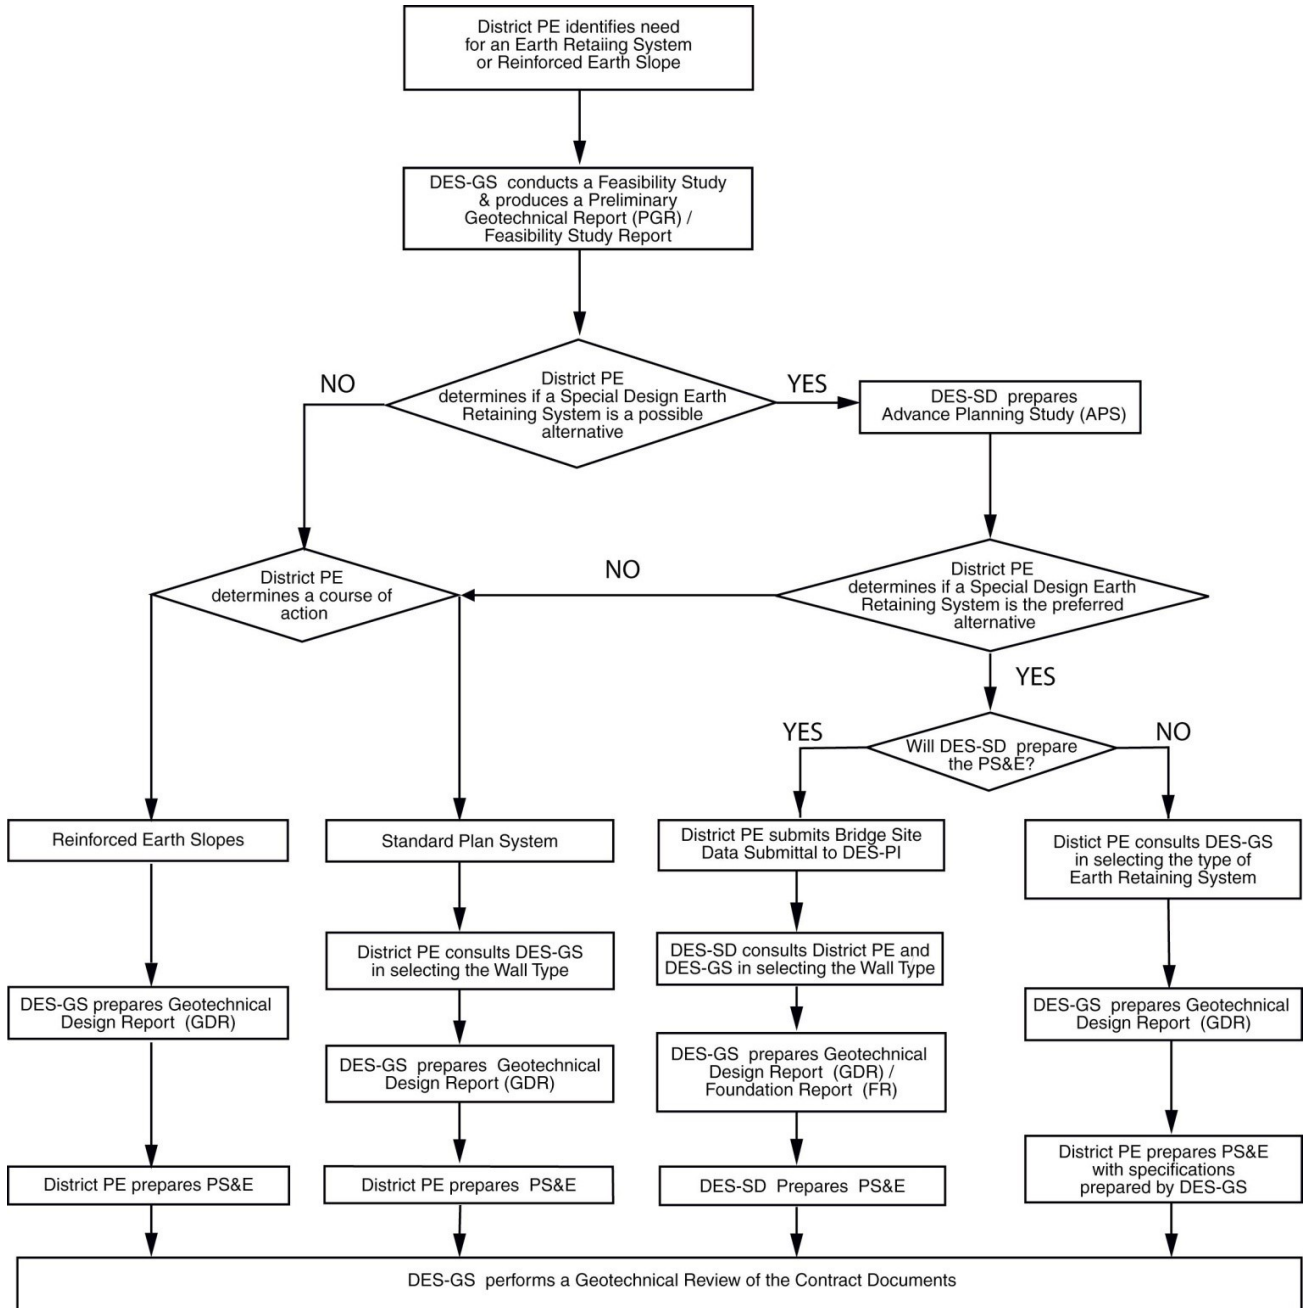 District PE identifies need
for an Earth Retaiing System
or Reinforced Earth Slope
DES-GS conducts a Feasibility Study
& produces a Preliminary
Geotechnical Report (PGR) /
Feasibility Study Report
NO
District PE
determines if a Special Design Earth
Retaining System is a possible
alternative
YES
DES-SD prepares
Advance Planning Study (APS)
District PE
determines a course of
action
NO
District PE
determines if a Special Design Earth
Retaining System is the preferred
alternative
YES
YES
Will DES-SD prepare
the PS&E?
NO
Reinforced Earth Slopes
DES-GS prepares Geotechnical
Design Report (GDR)
District PE prepares PS&E
Standard Plan System
District PE consults DES-GS
in selecting the Wall Type
DES-GS prepares Geotechnical
Design Report (GDR)
District PE prepares PS&E
District PE submits Bridge Site
Data Submittal to DES-PI
DES-SD consults District PE and
DES-GS in selecting the Wall Type
DES-GS prepares Geotechnical
Design Report (GDR) /
Foundation Report (FR)
DES-SD Prepares PS&E
Distict PE consults DES-GS
in selecting the type of
Earth Retaining System
DES-GS prepares Geotechnical
Design Report (GDR)
District PE prepares PS&E
with specifications
prepared by DES-GS
DES-GS performs a Geotechnical Review of the Contract Documents